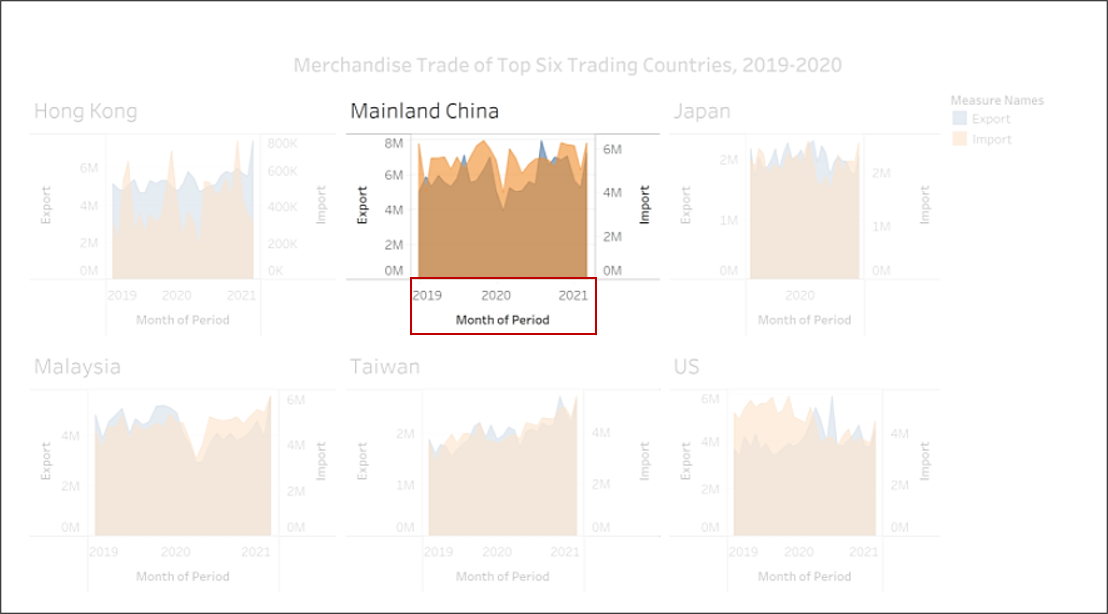 Merchandise Trade of Top Six Trading Countries, 2019-2020
Hong Kong
6M
4M
2M
0M
Export
800K
600K
400K
200K
0K
Import
2019 2020 2021
Month of Period
Mainland China
8M
6M
4M
2M
0M
Export
6M
4M
2M
0M
Import
2019 2020 2021
Month of Period
Japan
2M
1M
0M
Export
2M
1M
0M
Import
2020
Month of Period
Measure Names
Export
Import
Malaysia
4M
2M
0M
Export
6M
4M
2M
0M
Import
2019 2020 2021
Month of Period
Taiwan
2M
1M
0M
Export
4M
2M
0M
Import
2019 2020 2021
Month of Period
US
6M
4M
2M
0M
Export
4M
2M
0M
Import
2019 2020 2021
Month of Period